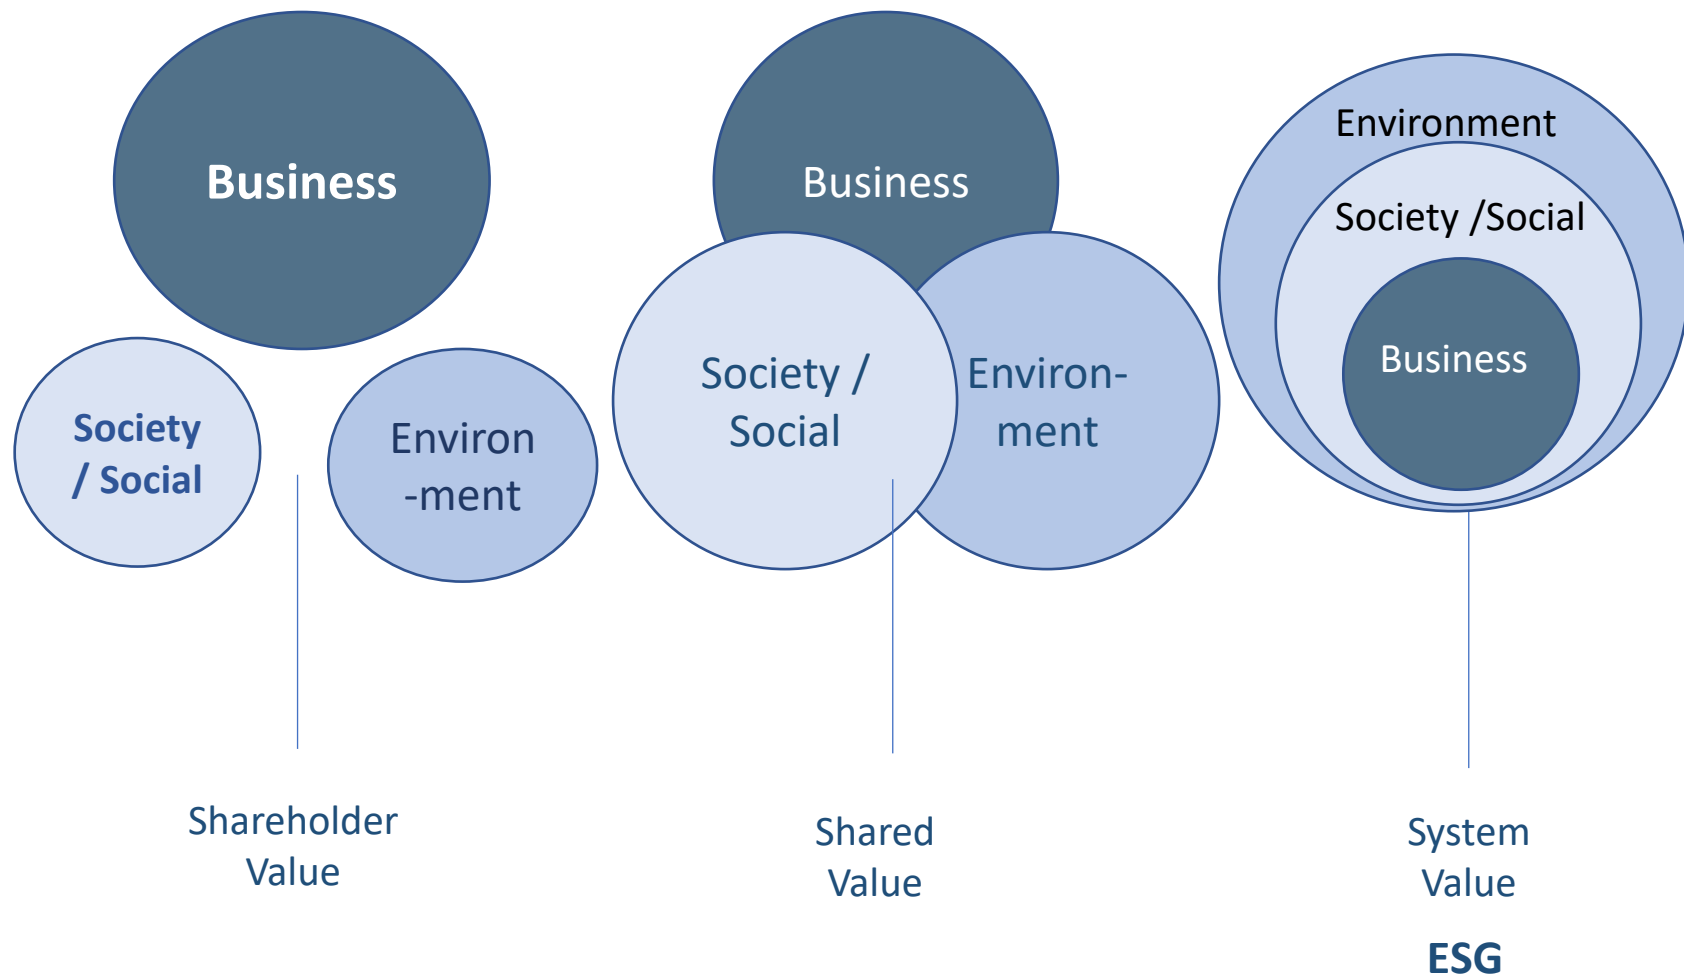 Business
Society
/ Social
Environ
-ment
Shareholder
Value
Business
Society /
Social
Environ-
ment
Shared
Value
Environment
Society /Social
Business
System
Value
ESG